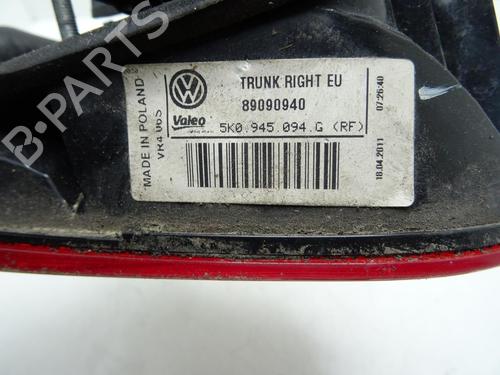 TRUNK RIGHT EU
89090940
Valeo
5K0.945.094.G (RF)
MADE IN POLAND
VR4 06S
07:26:40
18.04.2011
B-PARTS